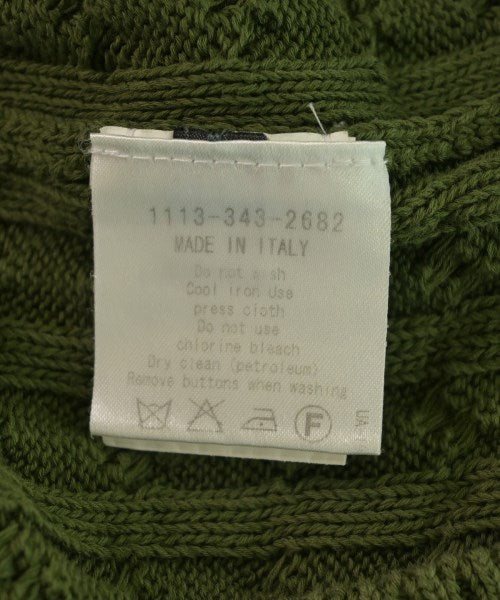 1113-343-2682
MADE IN ITALY
Do not
Cool iron Use
press cloth
Do not use
chlorine bleach
Dry clean (petroleum)
Remove buttons when washing
F